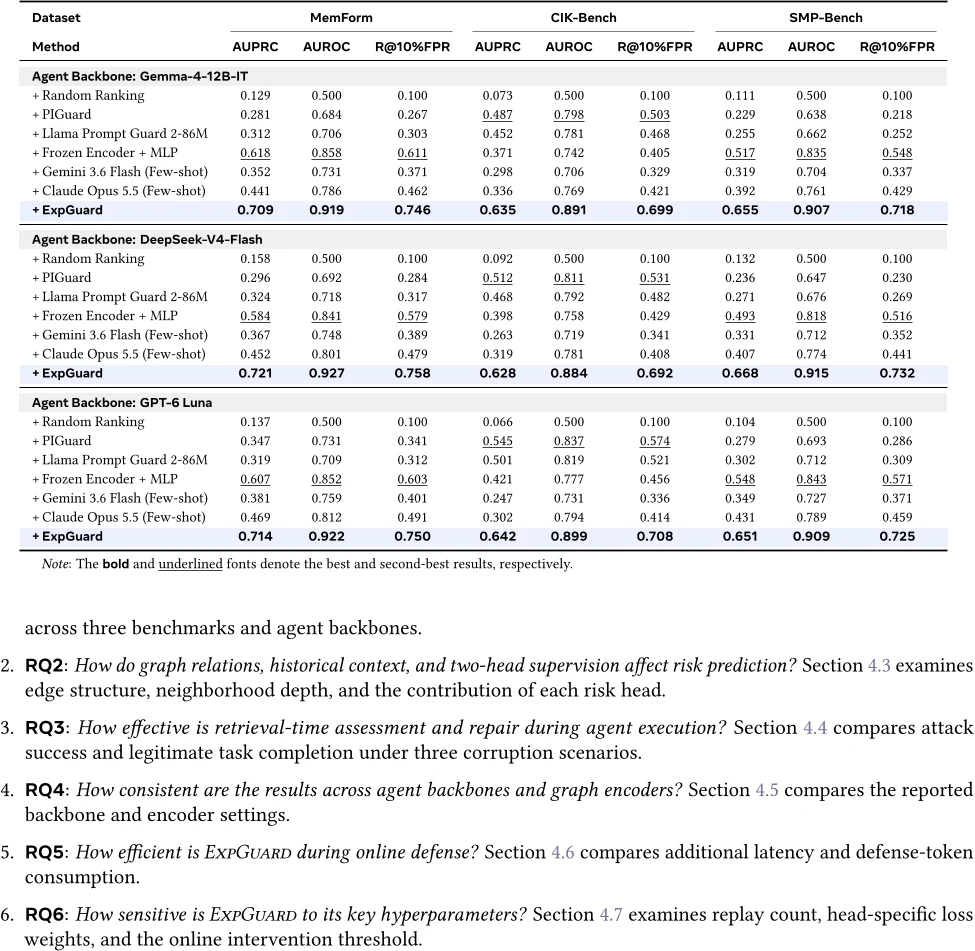 Dataset MemForm CIK-Bench SMP-Bench
Method AUPRC AUROC R@10%FPR AUPRC AUROC R@10%FPR AUPRC AUROC R@10%FPR
Agent Backbone: Gemma-4-12B-IT
+ Random Ranking 0.129 0.500 0.100 0.073 0.500 0.100 0.111 0.500 0.100
+ PIGuard 0.281 0.684 0.267 0.487 0.798 0.503 0.229 0.638 0.218
+ Llama Prompt Guard 2-86M 0.312 0.706 0.303 0.452 0.781 0.468 0.255 0.662 0.252
+ Frozen Encoder + MLP 0.618 0.858 0.611 0.371 0.742 0.405 0.517 0.835 0.548
+ Gemini 3.6 Flash (Few-shot) 0.352 0.731 0.371 0.298 0.706 0.329 0.319 0.704 0.337
+ Claude Opus 5.5 (Few-shot) 0.441 0.786 0.462 0.336 0.769 0.421 0.392 0.761 0.429
+ ExpGuard 0.709 0.919 0.746 0.635 0.891 0.699 0.655 0.907 0.718
Agent Backbone: DeepSeek-V4-Flash
+ Random Ranking 0.158 0.500 0.100 0.092 0.500 0.100 0.132 0.500 0.100
+ PIGuard 0.296 0.692 0.284 0.512 0.811 0.531 0.236 0.647 0.230
+ Llama Prompt Guard 2-86M 0.324 0.718 0.317 0.468 0.792 0.482 0.271 0.676 0.269
+ Frozen Encoder + MLP 0.584 0.841 0.579 0.398 0.758 0.429 0.493 0.818 0.516
+ Gemini 3.6 Flash (Few-shot) 0.367 0.748 0.389 0.263 0.719 0.341 0.331 0.712 0.352
+ Claude Opus 5.5 (Few-shot) 0.452 0.801 0.479 0.319 0.781 0.408 0.407 0.774 0.441
+ ExpGuard 0.721 0.927 0.758 0.628 0.884 0.692 0.668 0.915 0.732
Agent Backbone: GPT-6 Luna
+ Random Ranking 0.137 0.500 0.100 0.066 0.500 0.100 0.104 0.500 0.100
+ PIGuard 0.347 0.731 0.341 0.545 0.837 0.574 0.279 0.693 0.286
+ Llama Prompt Guard 2-86M 0.319 0.709 0.312 0.501 0.819 0.521 0.302 0.712 0.309
+ Frozen Encoder + MLP 0.607 0.852 0.603 0.421 0.777 0.456 0.548 0.843 0.571
+ Gemini 3.6 Flash (Few-shot) 0.381 0.759 0.401 0.247 0.731 0.336 0.349 0.727 0.371
+ Claude Opus 5.5 (Few-shot) 0.469 0.812 0.491 0.302 0.794 0.414 0.431 0.789 0.459
+ ExpGuard 0.714 0.922 0.750 0.642 0.899 0.708 0.651 0.909 0.725
Note: The bold and underlined fonts denote the best and second-best results, respectively.
across three benchmarks and agent backbones.
2. RQ2: How do graph relations, historical context, and two-head supervision affect risk prediction? Section 4.3 examines
edge structure, neighborhood depth, and the contribution of each risk head.
3. RQ3: How effective is retrieval-time assessment and repair during agent execution? Section 4.4 compares attack
success and legitimate task completion under three corruption scenarios.
4. RQ4: How consistent are the results across agent backbones and graph encoders? Section 4.5 compares the reported
backbone and encoder settings.
5. RQ5: How efficient is ExpGuard during online defense? Section 4.6 compares additional latency and defense-token
consumption.
6. RQ6: How sensitive is ExpGuard to its key hyperparameters? Section 4.7 examines replay count, head-specific loss
weights, and the online intervention threshold.